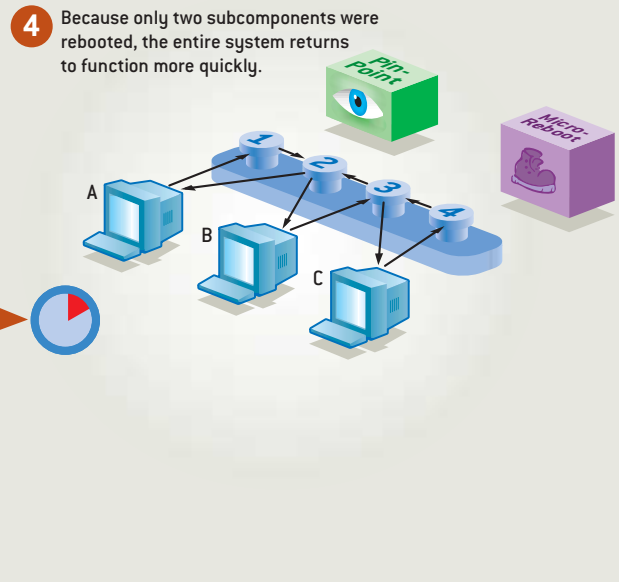 4
Because only two subcomponents were
rebooted, the entire system returns
to function more quickly.
Pin-
Point
Micro-
Reboot
1
2
3
4
A
B
C